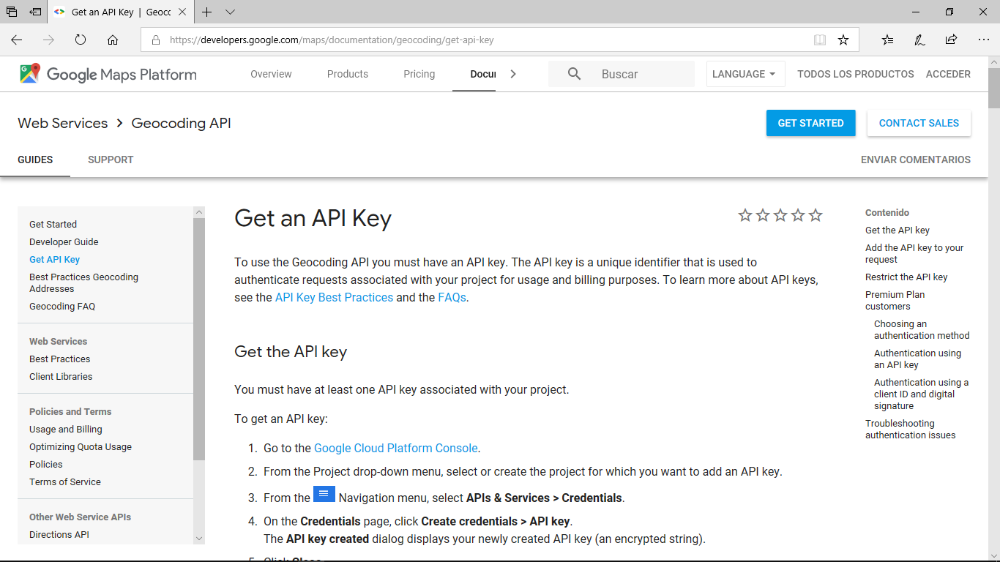 Get an API Key | Geocc
https://developers.google.com/maps/documentation/geocoding/get-api-key
Google Maps Platform
Overview
Products
Pricing
Docu
Buscar
LANGUAGE
TODOS LOS PRODUCTOS
ACCEDER
Web Services > Geocoding API
GET STARTED
CONTACT SALES
GUIDES
SUPPORT
ENVIAR COMENTARIOS
Get Started
Developer Guide
Get API Key
Best Practices Geocoding
Addresses
Geocoding FAQ
Web Services
Best Practices
Client Libraries
Policies and Terms
Usage and Billing
Optimizing Quota Usage
Policies
Terms of Service
Other Web Service APIs
Directions API
Get an API Key
To use the Geocoding API you must have an API key. The API key is a unique identifier that is used to
authenticate requests associated with your project for usage and billing purposes. To learn more about API keys,
see the API Key Best Practices and the FAQs.
Get the API key
You must have at least one API key associated with your project.
To get an API key:
1. Go to the Google Cloud Platform Console.
2. From the Project drop-down menu, select or create the project for which you want to add an API key.
3. From the Navigation menu, select APIs & Services > Credentials.
4. On the Credentials page, click Create credentials > API key.
The API key created dialog displays your newly created API key (an encrypted string).
5. Click Close.
Contenido
Get the API key
Add the API key to your
request
Restrict the API key
Premium Plan
customers
Choosing an
authentication method
Authentication using
an API key
Authentication using a
client ID and digital
signature
Troubleshooting
authentication issues